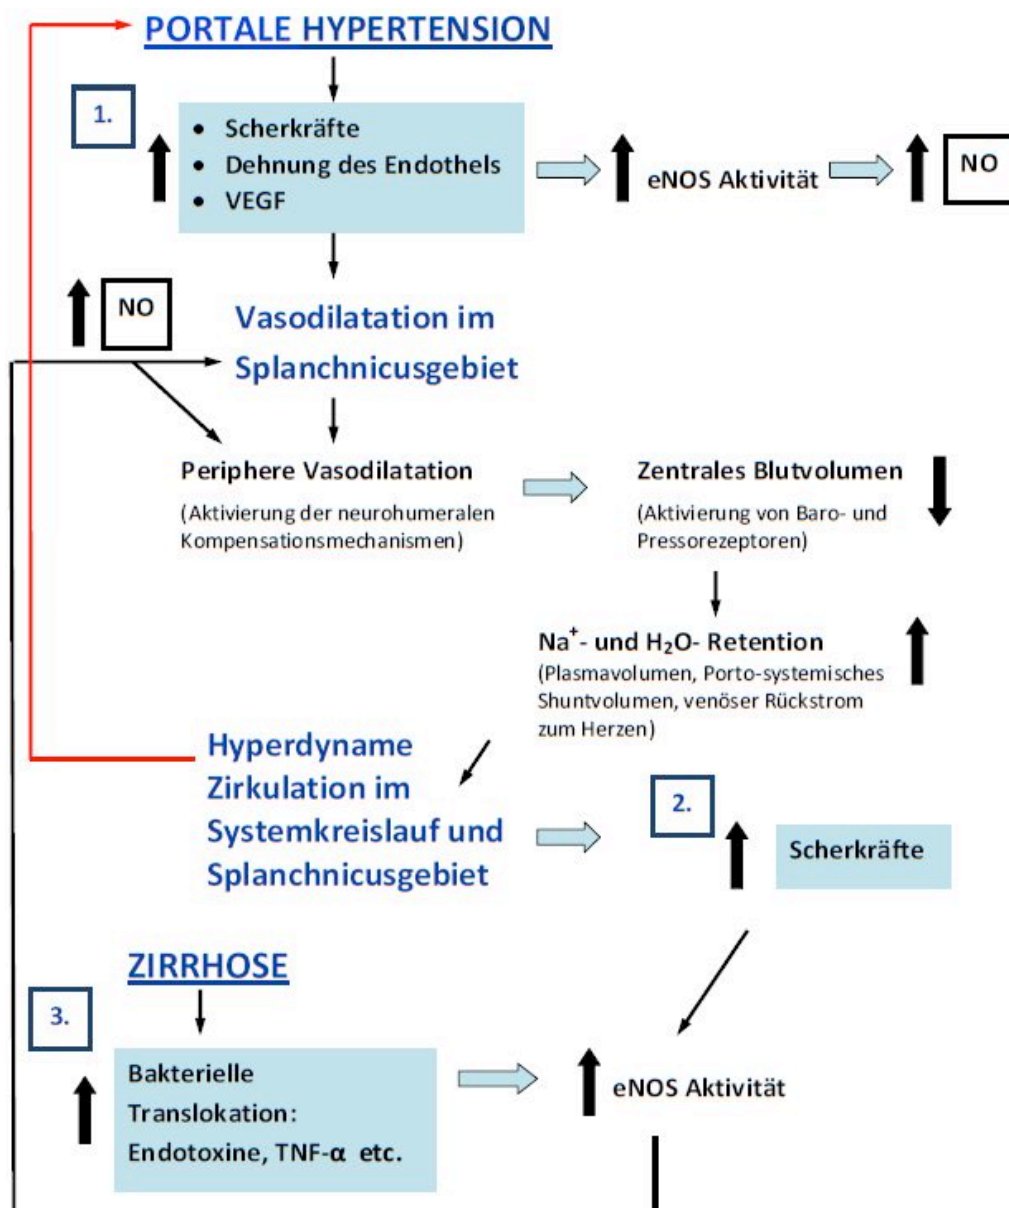 PORTALE HYPERTENSION
1.
• Scherkräfte
• Dehnung des Endothels
• VEGF
eNOS Aktivität
NO
NO
Vasodilatation im
Splanchnicusgebiet
Periphere Vasodilatation
(Aktivierung der neurohumeralen
Kompensationsmechanismen)
Zentrales Blutvolumen
(Aktivierung von Baro- und
Pressorezeptoren)
Na⁺- und H₂O- Retention
(Plasmavolumen, Porto-systemisches
Shuntvolumen, venöser Rückstrom
zum Herzen)
Hyperdyname
Zirkulation im
Systemkreislauf und
Splanchnicusgebiet
2.
Scherkräfte
ZIRRHOSE
3.
Bakterielle
Translokation:
Endotoxine, TNF-α etc.
eNOS Aktivität